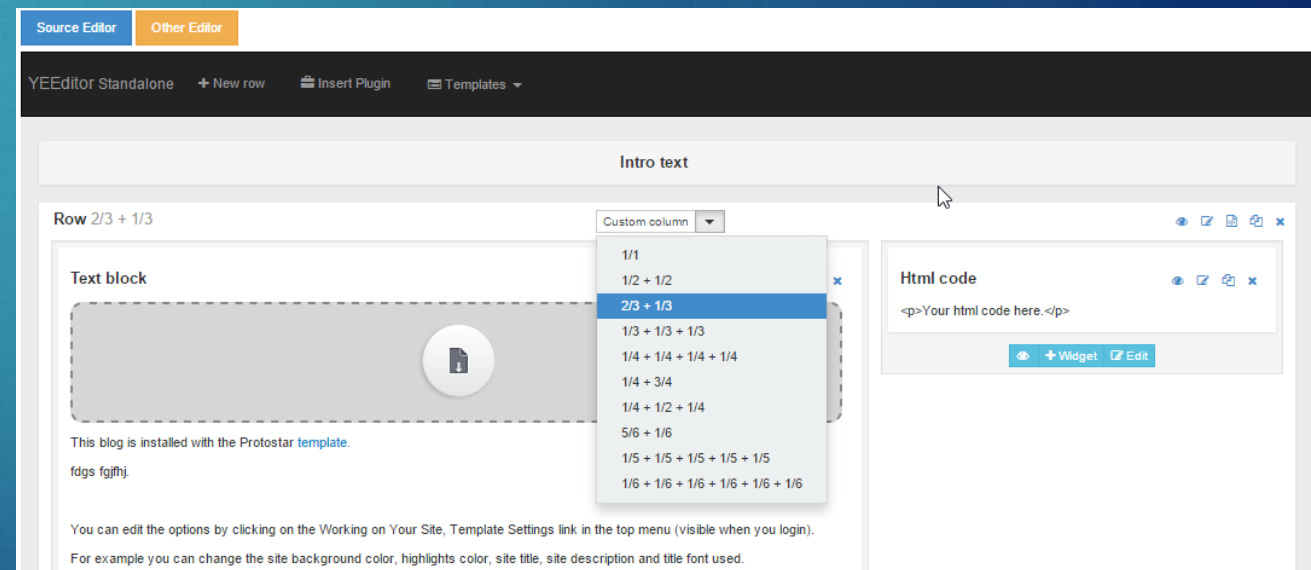 Source Editor Other Editor
YEEditor Standalone New row Insert Plugin Templates
Intro text
Row 2/3 + 1/3
Custom column
1/1
1/2 + 1/2
2/3 + 1/3
1/3 + 1/3 + 1/3
1/4 + 1/4 + 1/4 + 1/4
1/4 + 3/4
1/4 + 1/2 + 1/4
5/6 + 1/6
1/5 + 1/5 + 1/5 + 1/5 + 1/5
1/6 + 1/6 + 1/6 + 1/6 + 1/6 + 1/6
Text block
This blog is installed with the Protostar template.
fdgs fgjfhj.
You can edit the options by clicking on the Working on Your Site, Template Settings link in the top menu (visible when you login).
For example you can change the site background color, highlights color, site title, site description and title font used.
Html code
<p>Your html code here.</p>
Widget Edit